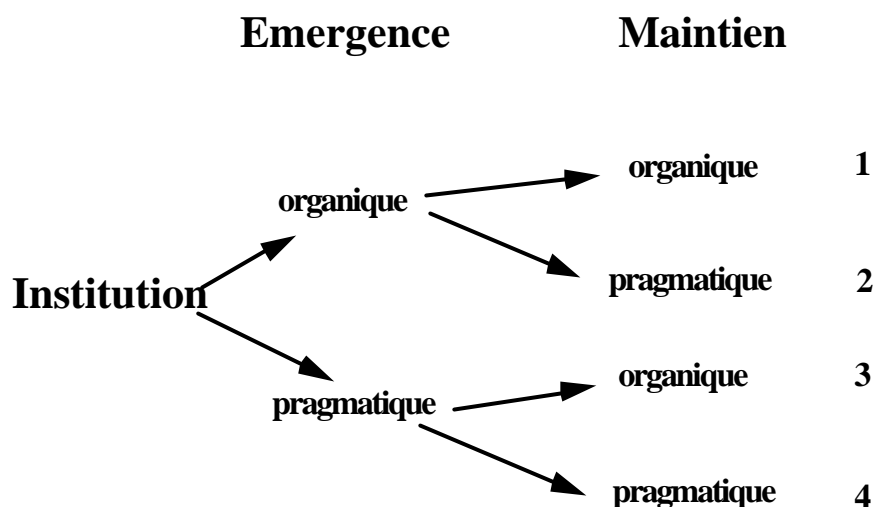 Emergence Maintien
organique 1
organique
pragmatique 2
Institution
organique 3
pragmatique
pragmatique 4